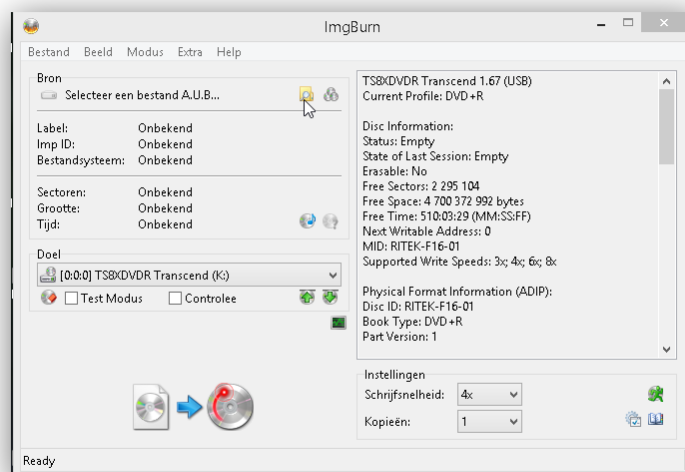 ImgBurn
Bestand Beeld Modus Extra Help
Bron
Selecteer een bestand A.U.B...
Label: Onbekend
Imp ID: Onbekend
Bestandsysteem: Onbekend
Sectoren: Onbekend
Grootte: Onbekend
Tijd: Onbekend
Doel
[0:0:0] TS8XDVDR Transcend (K:)
Test Modus Controlee
TS8XDVDR Transcend 1.67 (USB)
Current Profile: DVD+R
Disc Information:
Status: Empty
State of Last Session: Empty
Erasable: No
Free Sectors: 2 295 104
Free Space: 4 700 372 992 bytes
Free Time: 510:03:29 (MM:SS:FF)
Next Writable Address: 0
MID: RITEK-F16-01
Supported Write Speeds: 3x; 4x; 6x; 8x
Physical Format Information (ADIP):
Disc ID: RITEK-F16-01
Book Type: DVD+R
Part Version: 1
Instellingen
Schrijfsnelheid: 4x
Kopieën: 1
Ready